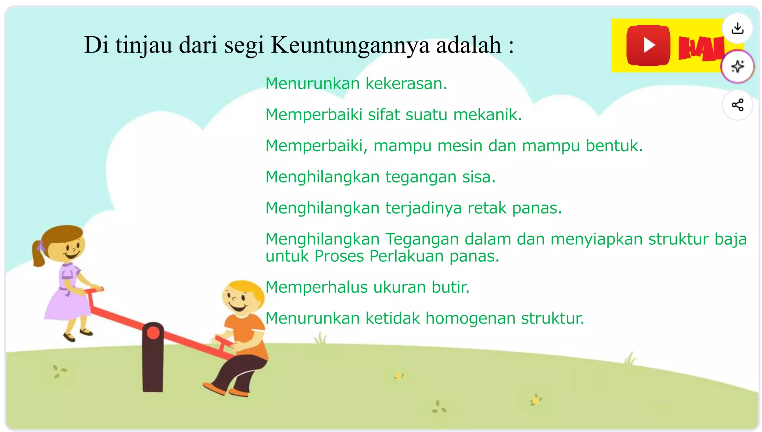 Di tinjau dari segi Keuntungannya adalah :
HAI
Menurunkan kekerasan.
Memperbaiki sifat suatu mekanik.
Memperbaiki, mampu mesin dan mampu bentuk.
Menghilangkan tegangan sisa.
Menghilangkan terjadinya retak panas.
Menghilangkan Tegangan dalam dan menyiapkan struktur baja
untuk Proses Perlakuan panas.
Memperhalus ukuran butir.
Menurunkan ketidak homogenan struktur.